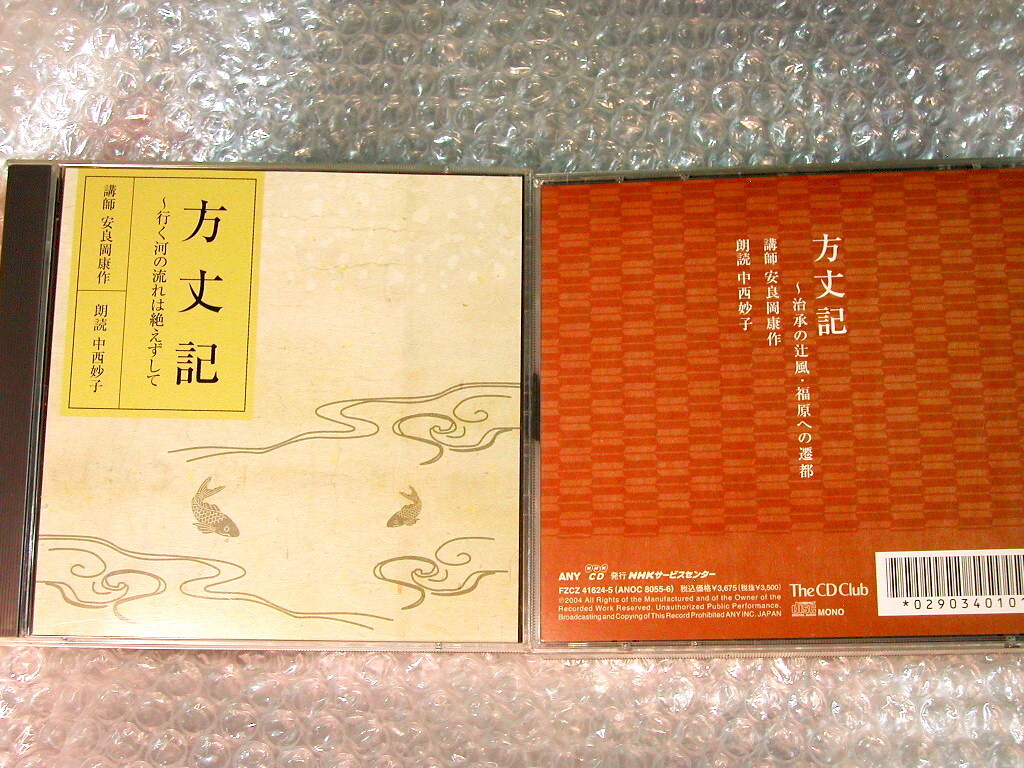 方丈記
～行く河の流れは絶えずして
講師 安良岡康作
朗読 中西妙子
方丈記
～治承の辻風・福原への遷都
講師 安良岡康作
朗読 中西妙子
ANY NHK CD 発行 NHKサービスセンター
FZCZ 41624-5 (ANOC 8055-6) 税込価格¥3,675 (税抜¥3,500)
℗2004 All Rights of the Manufactured and of the Owner of the
Recorded Work Reserved. Unauthorized Public Performance.
Broadcasting and Copying of This Record Prohibited ANY INC. JAPAN
The CD Club
MONO
*0290340101